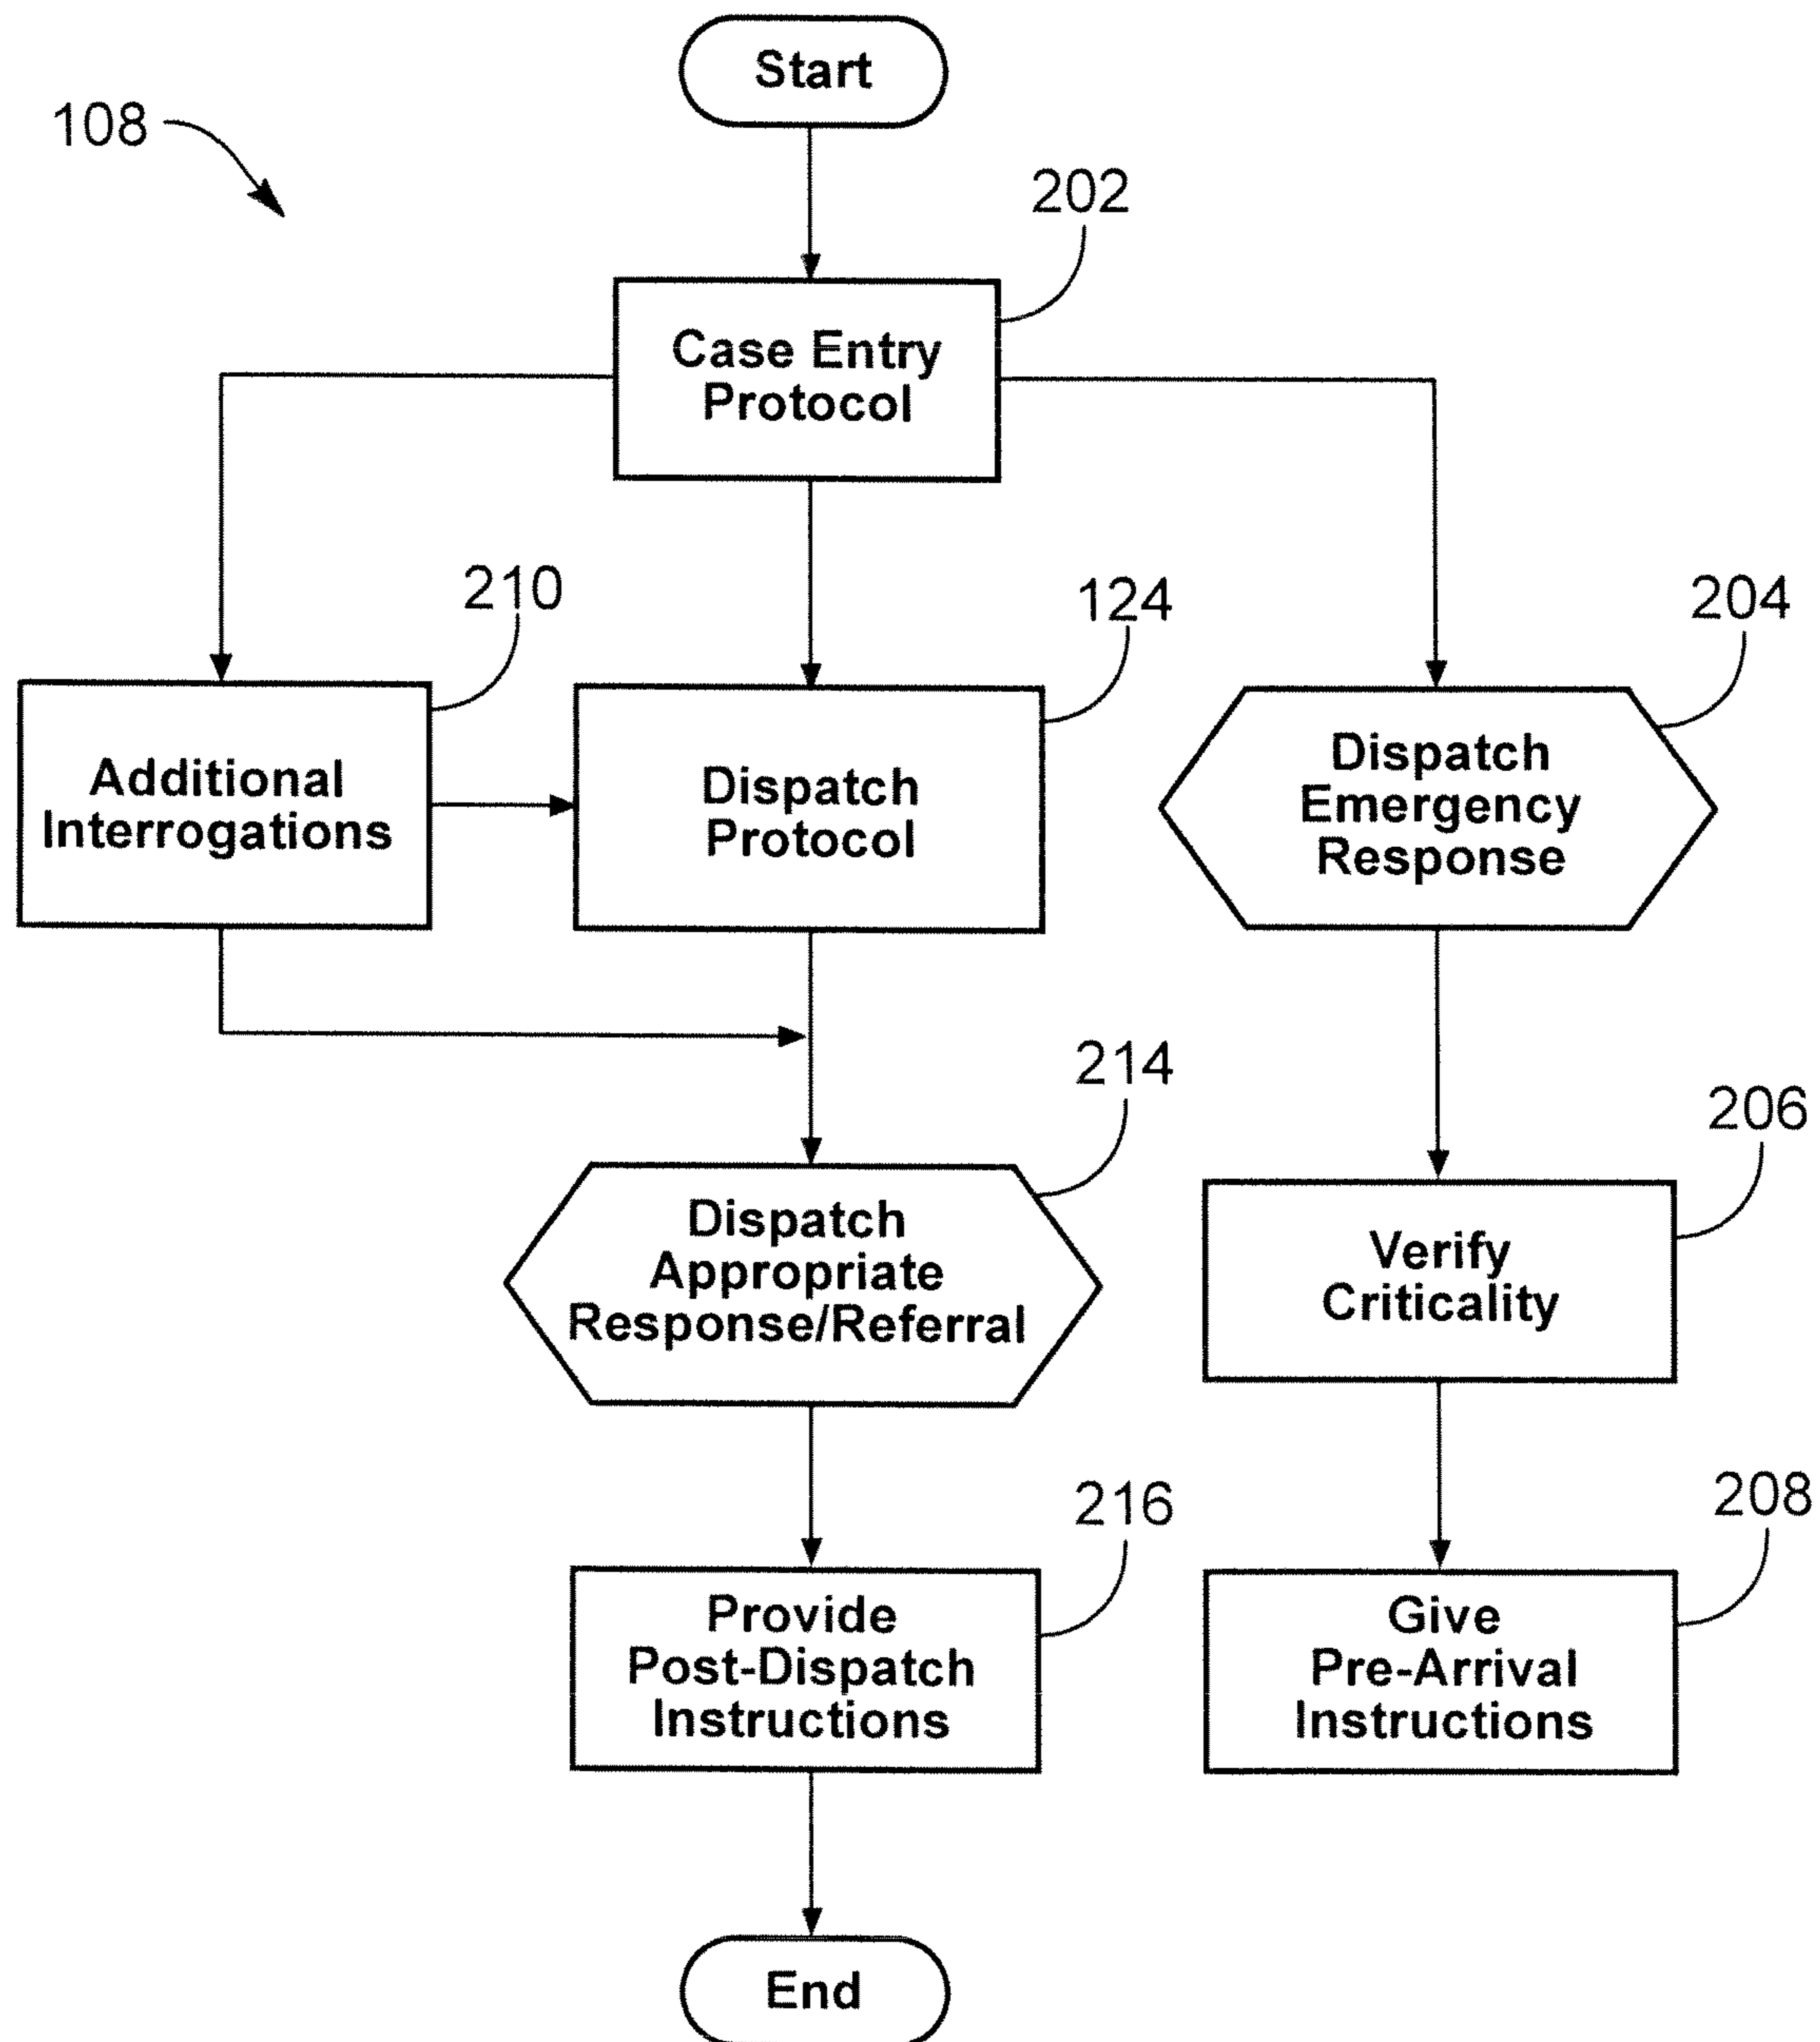 Start
108
202
Case Entry
Protocol
210
124
204
Additional
Interrogations
Dispatch
Protocol
Dispatch
Emergency
Response
214
206
Dispatch
Appropriate
Response/Referral
Verify
Criticality
216
208
Provide
Post-Dispatch
Instructions
Give
Pre-Arrival
Instructions
End